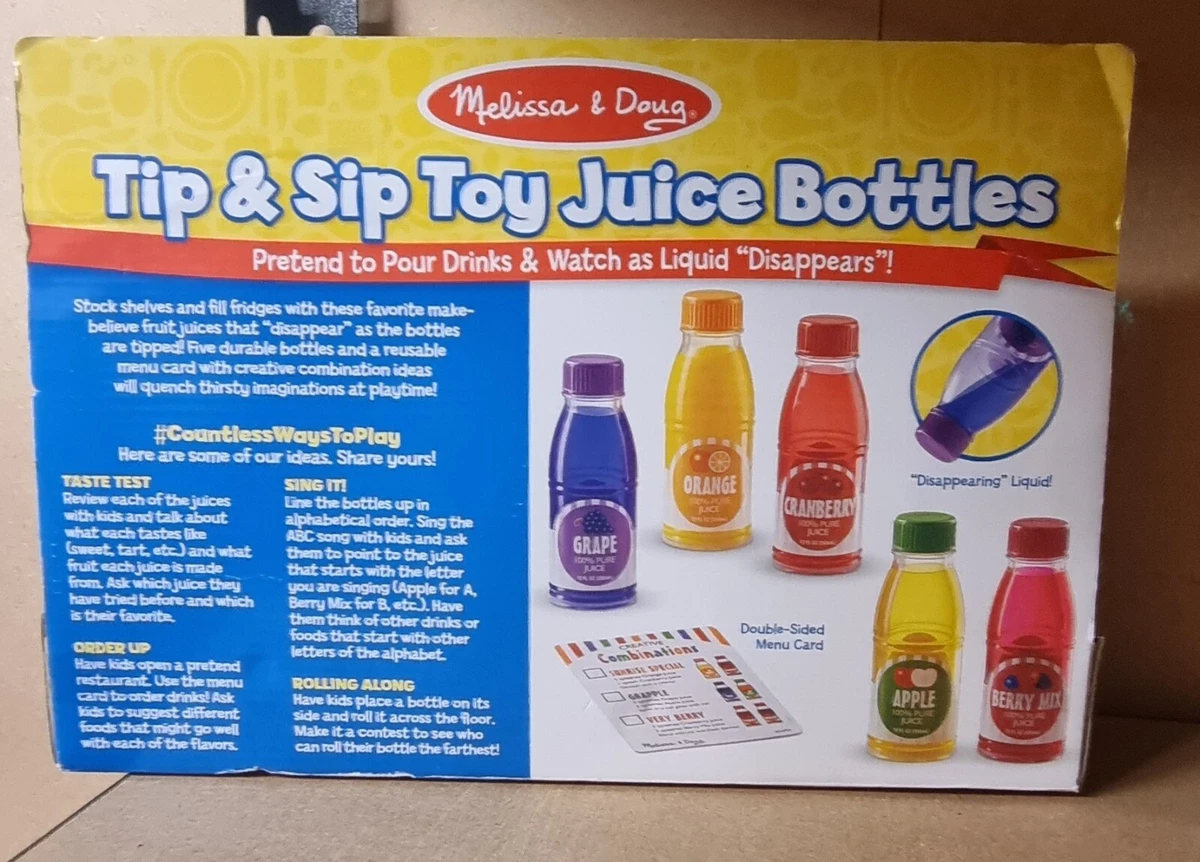 Melissa & Doug®
Tip & Sip Toy Juice Bottles
Pretend to Pour Drinks & Watch as Liquid “Disappears”!
Stock shelves and fill fridges with these favorite make-
believe fruit juices that “disappear” as the bottles
are tipped! Five durable bottles and a reusable
menu card with creative combination ideas
will quench thirsty imaginations at playtime!
#CountlessWaysToPlay
Here are some of our ideas. Share yours!
TASTE TEST
Review each of the juices
with kids and talk about
what each tastes like
(sweet, tart, etc.) and what
fruit each juice is made
from. Ask which juice they
have tried before and which
is their favorite.
ORDER UP
Have kids open a pretend
restaurant. Use the menu
card to order drinks! Ask
kids to suggest different
foods that might go well
with each of the flavors.
SING IT!
Line the bottles up in
alphabetical order. Sing the
ABC song with kids and ask
them to point to the juice
that starts with the letter
you are singing (Apple for A,
Berry Mix for B, etc.). Have
them think of other drinks or
foods that start with other
letters of the alphabet.
ROLLING ALONG
Have kids place a bottle on its
side and roll it across the floor.
Make it a contest to see who
can roll their bottle the farthest!
GRAPE
100% PURE
JUICE
ORANGE
100% PURE
JUICE
CRANBERRY
100% PURE
JUICE
“Disappearing” Liquid!
APPLE
100% PURE
JUICE
BERRY MIX
100% PURE
JUICE
Double-Sided
Menu Card
CREATIVE
Combinations
SUNRISE SPECIAL
GRAPPLE
VERY BERRY
Melissa & Doug